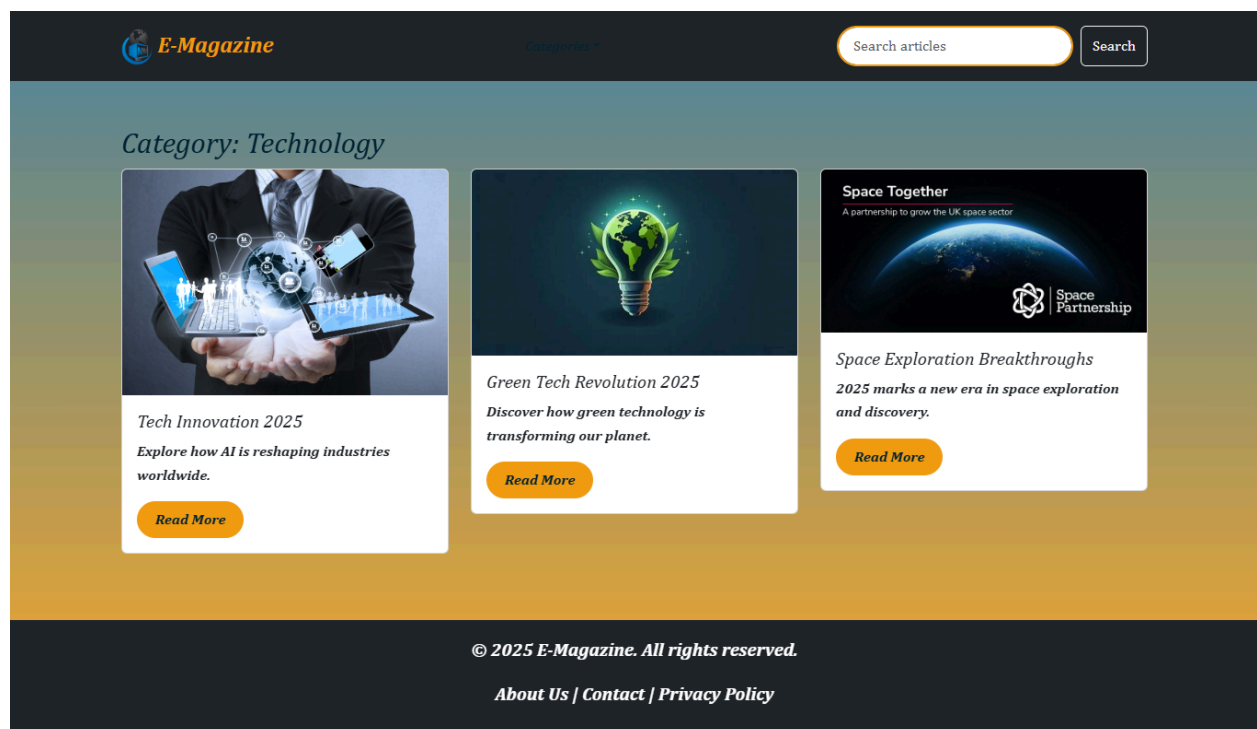 E-Magazine
Categories
Search articles
Search
Category: Technology
Tech Innovation 2025
Explore how AI is reshaping industries
worldwide.
Read More
Green Tech Revolution 2025
Discover how green technology is
transforming our planet.
Read More
Space Together
A partnership to grow the UK space sector
Space
Partnership
Space Exploration Breakthroughs
2025 marks a new era in space exploration
and discovery.
Read More
© 2025 E-Magazine. All rights reserved.
About Us | Contact | Privacy Policy